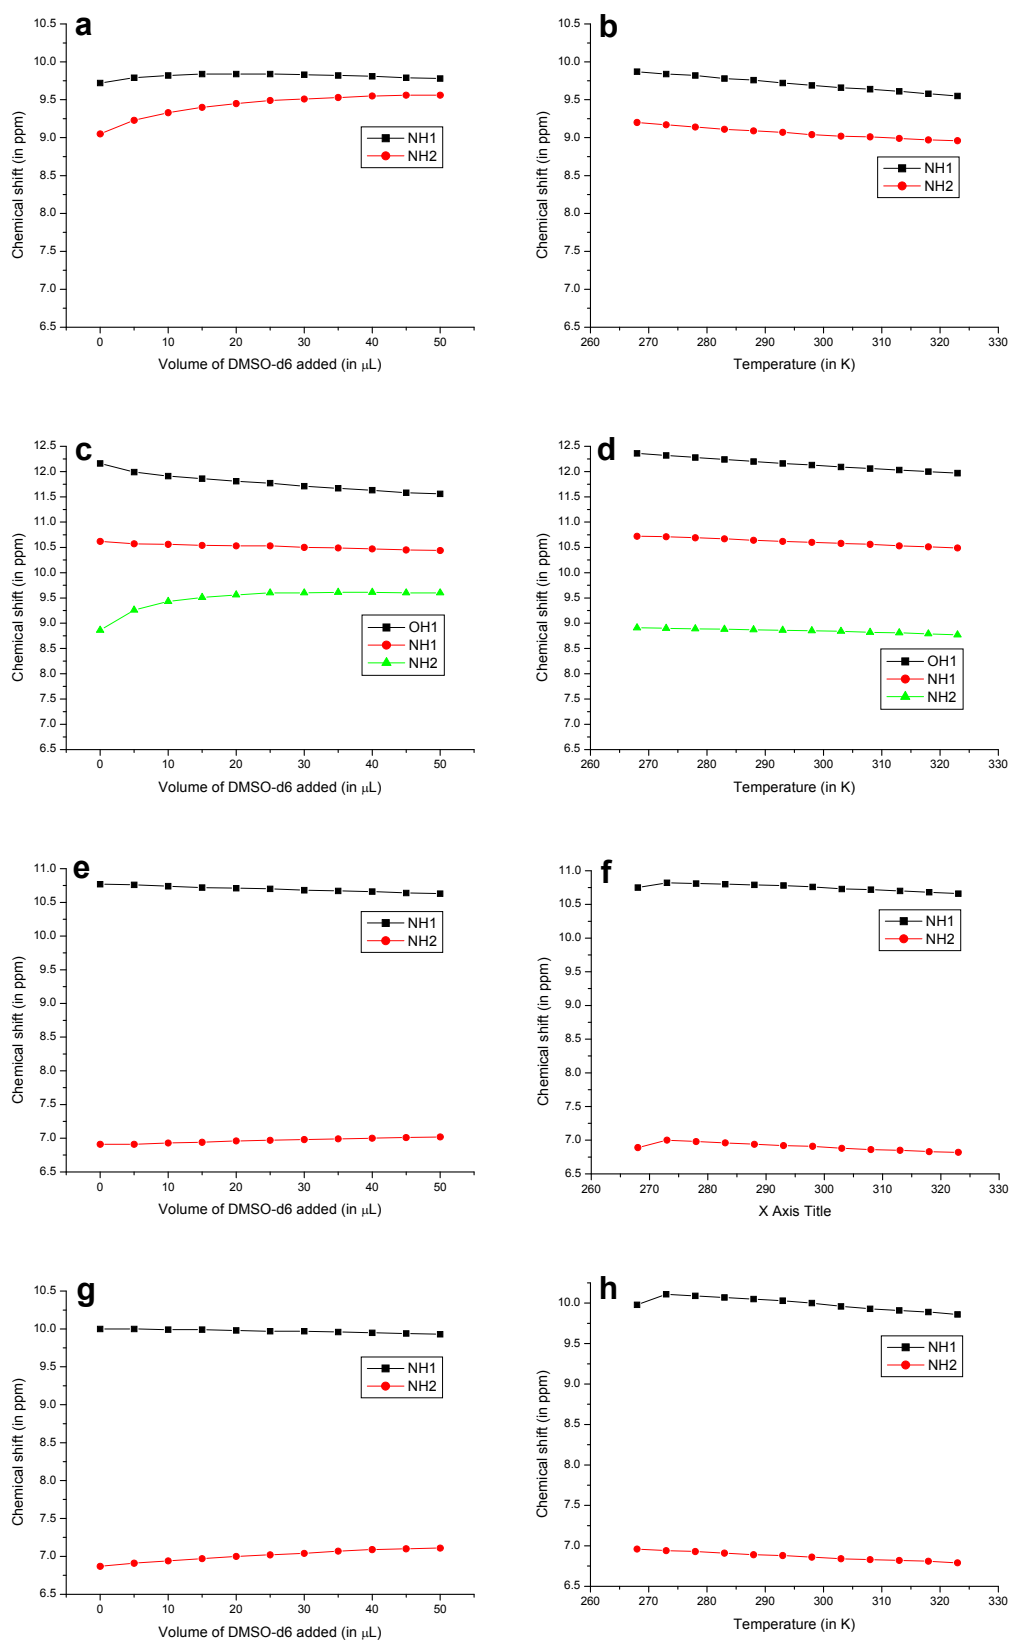 a
10.5
10.0
9.5
9.0
8.5
8.0
7.5
7.0
6.5
Chemical shift (in ppm)
NH1
NH2
0 10 20 30 40 50
Volume of DMSO-d6 added (in μL)
b
10.5
10.0
9.5
9.0
8.5
8.0
7.5
7.0
6.5
Chemical shift (in ppm)
NH1
NH2
260 270 280 290 300 310 320 330
Temperature (in K)
c
12.5
12.0
11.5
11.0
10.5
10.0
9.5
9.0
8.5
8.0
7.5
7.0
6.5
Chemical shift (in ppm)
OH1
NH1
NH2
0 10 20 30 40 50
Volume of DMSO-d6 added (in μL)
d
12.5
12.0
11.5
11.0
10.5
10.0
9.5
9.0
8.5
8.0
7.5
7.0
6.5
Chemical shift (in ppm)
OH1
NH1
NH2
260 270 280 290 300 310 320 330
Temperature (in K)
e
11.0
10.5
10.0
9.5
9.0
8.5
8.0
7.5
7.0
6.5
Chemical shift (in ppm)
NH1
NH2
0 10 20 30 40 50
Volume of DMSO-d6 added (in μL)
f
11.0
10.5
10.0
9.5
9.0
8.5
8.0
7.5
7.0
6.5
Chemical shift (in ppm)
NH1
NH2
260 270 280 290 300 310 320 330
X Axis Title
g
10.5
10.0
9.5
9.0
8.5
8.0
7.5
7.0
6.5
Chemical shift (in ppm)
NH1
NH2
0 10 20 30 40 50
Volume of DMSO-d6 added (in μL)
h
10.0
9.5
9.0
8.5
8.0
7.5
7.0
6.5
Chemical shift (in ppm)
NH1
NH2
260 270 280 290 300 310 320 330
Temperature (in K)